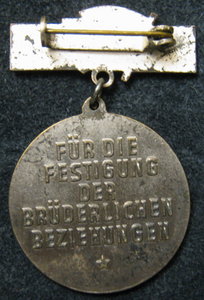 FÜR DIE
FESTIGUNG
DER
BRÜDERLICHEN
BEZIEHUNGEN